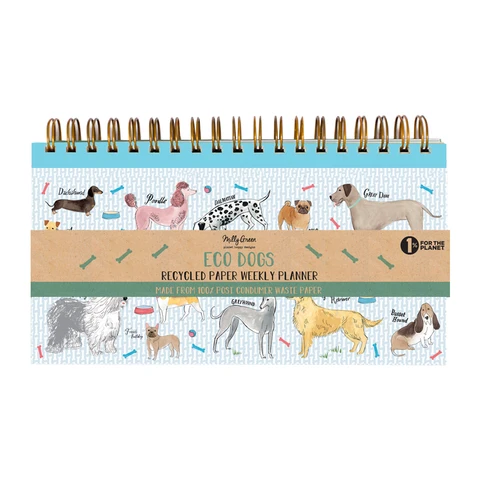 Dachshund
Poodle
DALMATIAN
Great Dane
Milly Green
ECO DOGS
RECYCLED PAPER WEEKLY PLANNER
MADE FROM 100% POST CONSUMER WASTE PAPER
1%
FOR THE
PLANET
GREYHOUND
Retriever
Basset
Hound